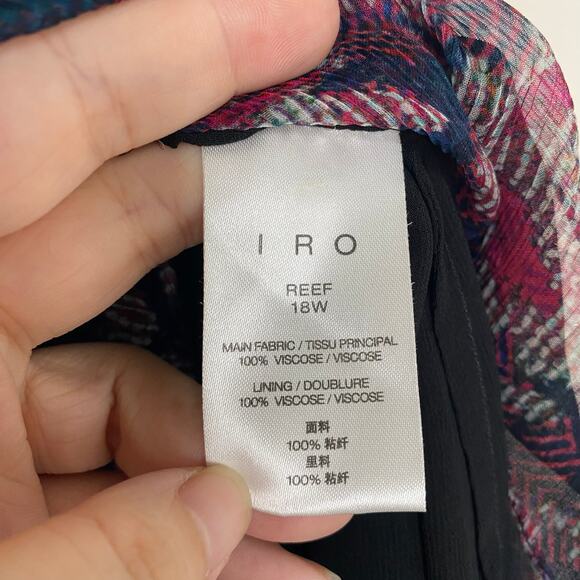 IRO
REEF
18W
MAIN FABRIC / TISSU PRINCIPAL
100% VISCOSE / VISCOSE
LINING / DOUBLURE
100% VISCOSE / VISCOSE
面料
100% 粘纤
里料
100% 粘纤